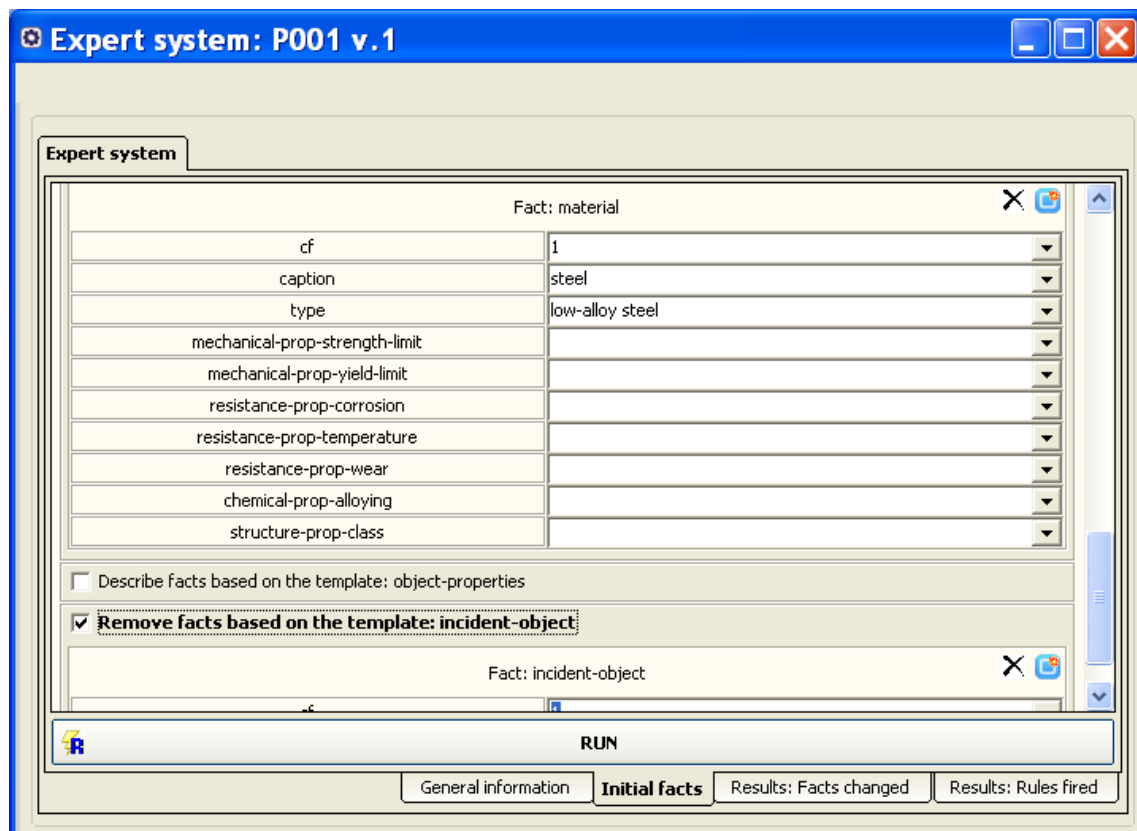 Expert system: P001 v.1
Expert system
Fact: material
cf 1
caption steel
type low-alloy steel
mechanical-prop-strength-limit
mechanical-prop-yield-limit
resistance-prop-corrosion
resistance-prop-temperature
resistance-prop-wear
chemical-prop-alloying
structure-prop-class
Describe facts based on the template: object-properties
Remove facts based on the template: incident-object
Fact: incident-object
R RUN
General information Initial facts Results: Facts changed Results: Rules fired